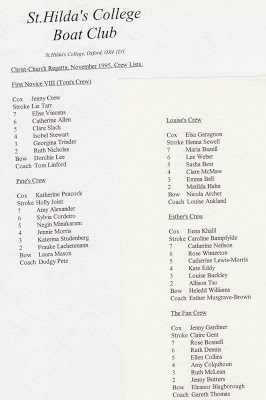 St.Hilda's College
Boat Club
St.Hilda's College, Oxford, OX4 1DY.
Christ-Church Regatta, November 1995, Crew Lists.
First Novice VIII (Tom's Crew)
Cox Jenny Crew
Stroke Liz Tarr
7 Elise Vincens
6 Catherine Allen
5 Clare Slack
4 Isobel Stewart
3 Georgina Trinder
2 Ruth Nicholas
Bow Dorchie Lee
Coach Tom Linford
Pete's Crew
Cox Katherine Peacock
Stroke Holly Joint
7 Amy Alexander
6 Sylvia Cordeiro
5 Negin Minakaram
4 Jennie Morris
3 Katerina Studenberg
2 Frauke Lachenmann
Bow Laura Mason
Coach Dodgy Pete
Louise's Crew
Cox Elsa Garagnon
Stroke Henna Sewell
7 Maria Bazell
6 Lee Weber
5 Sasha Best
4 Clare McMaw
3 Emma Bell
2 Matilda Hahn
Bow Nicola Archer
Coach Louise Aukland
Esther's Crew
Cox Eena Khalil
Stroke Caroline Bampfylde
7 Catherine Neilson
6 Rose Winterton
5 Catherine Lewis-Morris
4 Kate Eddy
3 Louise Buckley
2 Allison Tso
Bow Heledd Williams
Coach Esther Musgrave-Brown
The Fun Crew
Cox Jenny Gardiner
Stroke Claire Gent
7 Rose Bosnell
6 Ruth Dennis
5 Ellen Collins
4 Amy Colquhoun
3 Ruth McLean
2 Jenny Butters
Bow Eleanor Blagborough
Coach Gareth Thomas